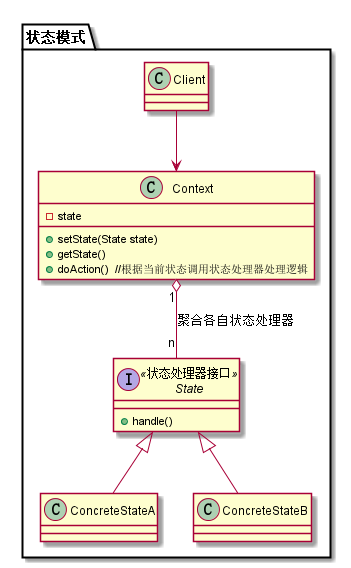 状态模式
C Client
C Context
state
setState(State state)
getState()
doAction() //根据当前状态调用状态处理器处理逻辑
1
聚合各自状态处理器
n
I «状态处理器接口»
State
handle()
C ConcreteStateA
C ConcreteStateB